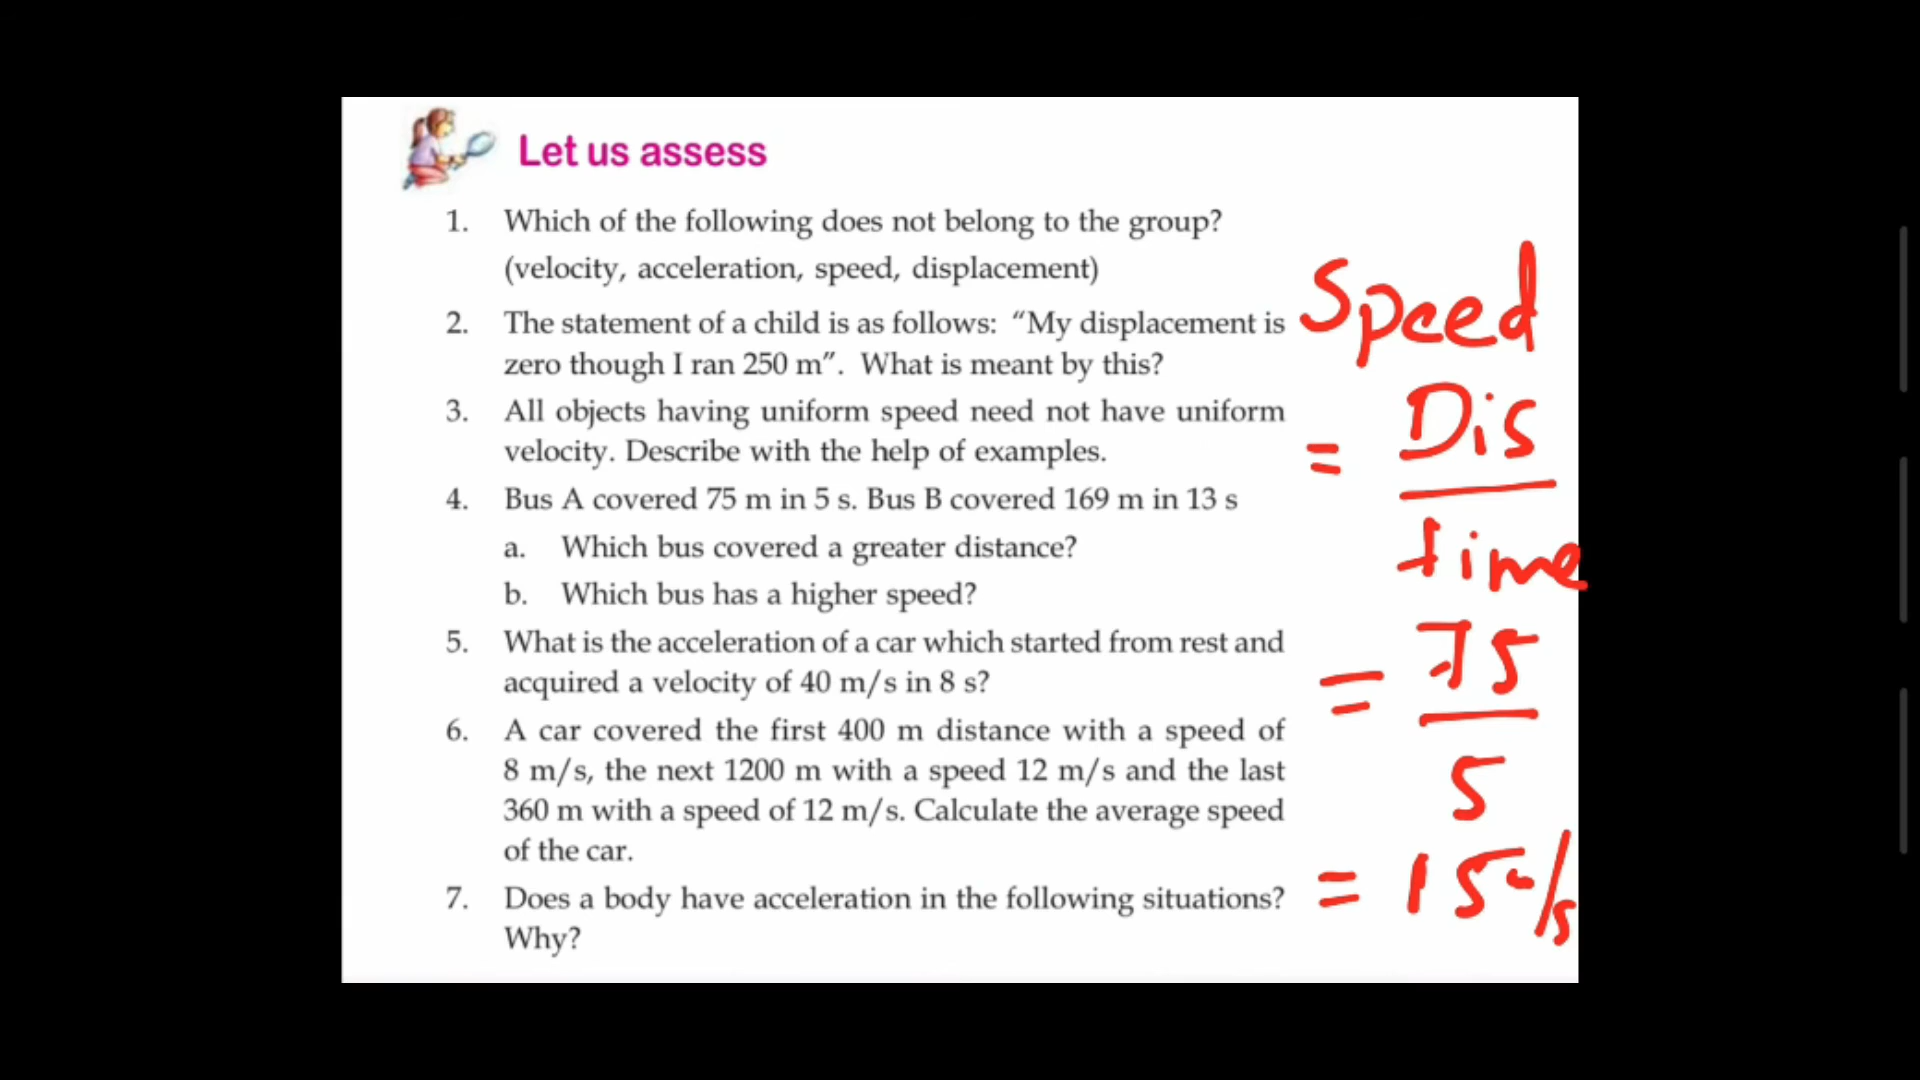 Let us assess
1. Which of the following does not belong to the group?
(velocity, acceleration, speed, displacement)
2. The statement of a child is as follows: “My displacement is
zero though I ran 250 m”. What is meant by this?
3. All objects having uniform speed need not have uniform
velocity. Describe with the help of examples.
4. Bus A covered 75 m in 5 s. Bus B covered 169 m in 13 s
a. Which bus covered a greater distance?
b. Which bus has a higher speed?
5. What is the acceleration of a car which started from rest and
acquired a velocity of 40 m/s in 8 s?
6. A car covered the first 400 m distance with a speed of
8 m/s, the next 1200 m with a speed 12 m/s and the last
360 m with a speed of 12 m/s. Calculate the average speed
of the car.
7. Does a body have acceleration in the following situations?
Why?
Speed
= Dis
time
= 75
5
= 15 m/s